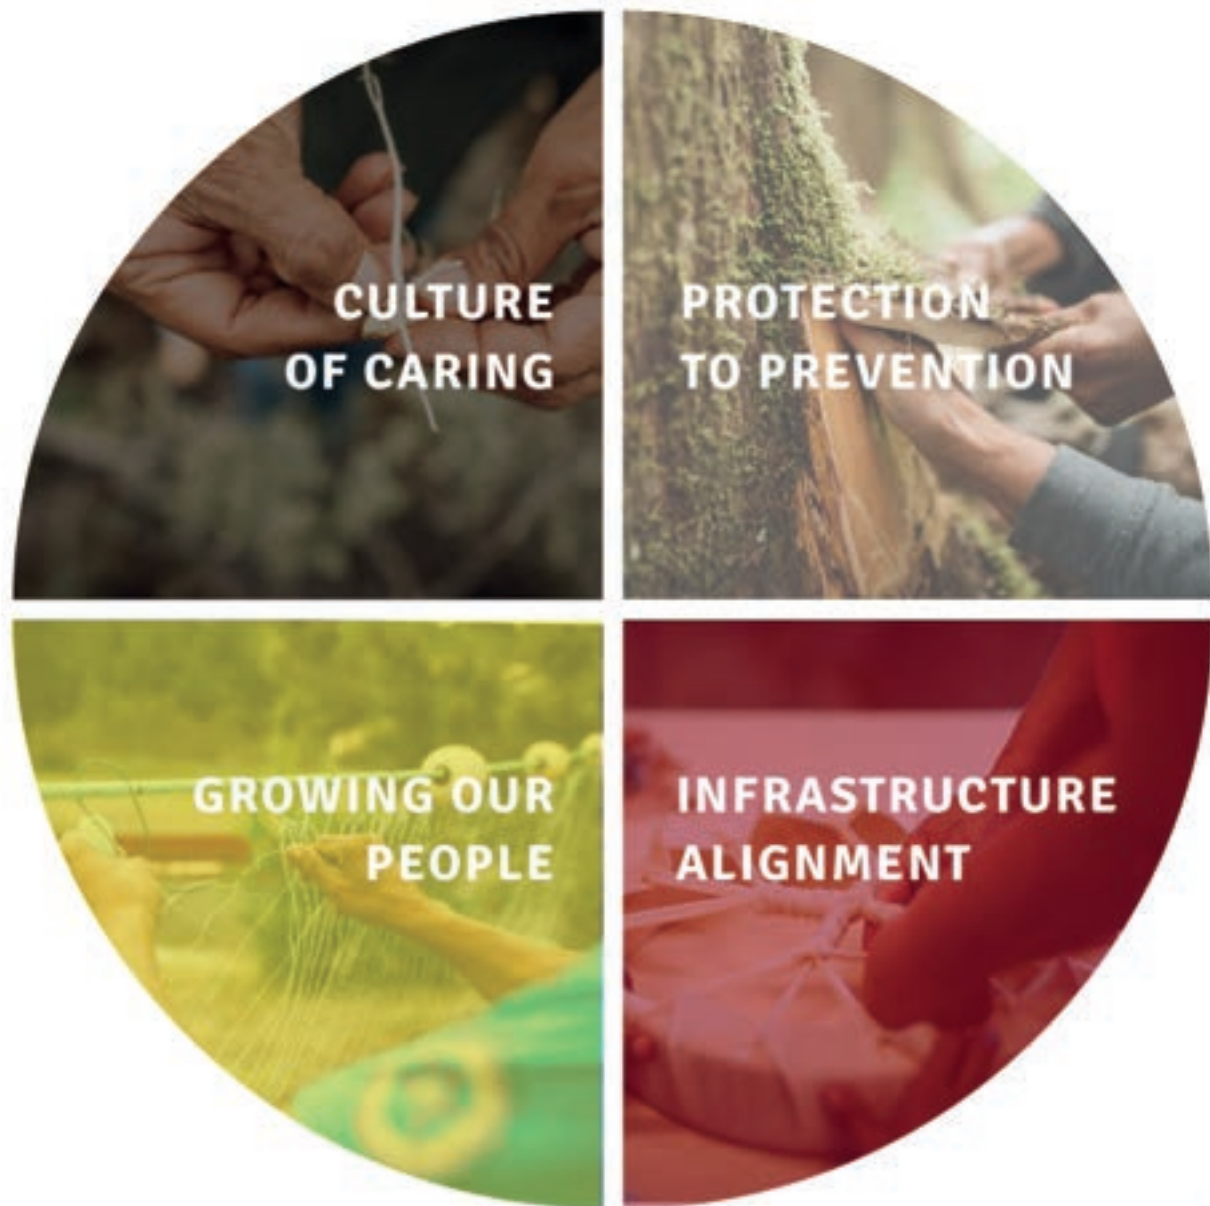 CULTURE
OF CARING
PROTECTION
TO PREVENTION
GROWING OUR
PEOPLE
INFRASTRUCTURE
ALIGNMENT